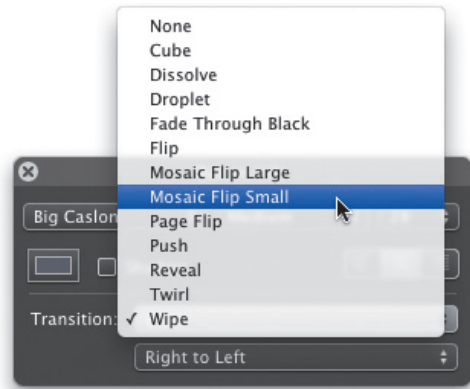 None
Cube
Dissolve
Droplet
Fade Through Black
Flip
Mosaic Flip Large
Mosaic Flip Small
Big Caslon
Page Flip
Push
Reveal
Twirl
Transition: ✓ Wipe
Right to Left